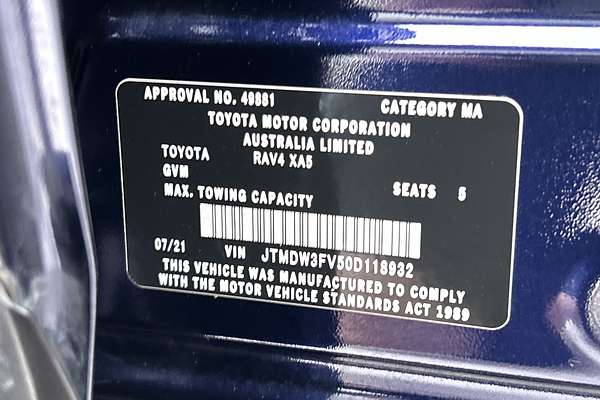 APPROVAL NO. 49881 CATEGORY MA
TOYOTA MOTOR CORPORATION
AUSTRALIA LIMITED
TOYOTA RAV4 XA5
GVM
MAX. TOWING CAPACITY SEATS 5
07/21 VIN JTMDW3FV50D118932
THIS VEHICLE WAS MANUFACTURED TO COMPLY
WITH THE MOTOR VEHICLE STANDARDS ACT 1989